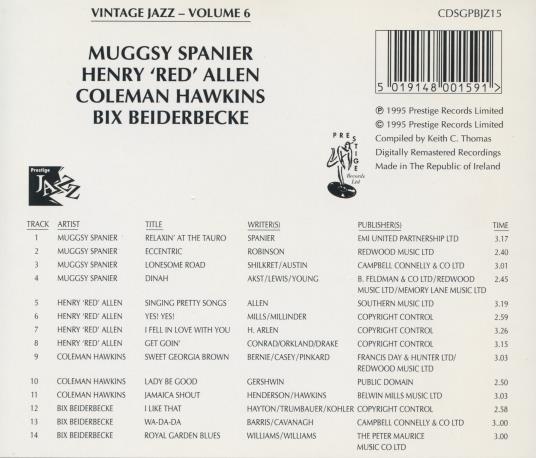 VINTAGE JAZZ – VOLUME 6 CDSGPBJZ15
MUGGSY SPANIER
HENRY ‘RED’ ALLEN
COLEMAN HAWKINS
BIX BEIDERBECKE
5 019148 001591 >
℗ 1995 Prestige Records Limited
© 1995 Prestige Records Limited
Compiled by Keith C. Thomas
Digitally Remastered Recordings
Made in The Republic of Ireland
PRESTIGE
Records
Ltd
Prestige
JAZZ
TRACK ARTIST TITLE WRITER(S) PUBLISHER(S) TIME
1 MUGGSY SPANIER RELAXIN' AT THE TAURO SPANIER EMI UNITED PARTNERSHIP LTD 3.17
2 MUGGSY SPANIER ECCENTRIC ROBINSON REDWOOD MUSIC LTD 2.40
3 MUGGSY SPANIER LONESOME ROAD SHILKRET/AUSTIN CAMPBELL CONNELLY & CO LTD 3.01
4 MUGGSY SPANIER DINAH AKST/LEWIS/YOUNG B. FELDMAN & CO LTD/REDWOOD 2.45
MUSIC LTD/MEMORY LANE MUSIC LTD
5 HENRY 'RED' ALLEN SINGING PRETTY SONGS ALLEN SOUTHERN MUSIC LTD 3.19
6 HENRY 'RED' ALLEN YES! YES! MILLS/MILLINDER COPYRIGHT CONTROL 2.59
7 HENRY 'RED' ALLEN I FELL IN LOVE WITH YOU H. ARLEN COPYRIGHT CONTROL 3.26
8 HENRY 'RED' ALLEN GET GOIN' CONRAD/ORKLAND/DRAKE COPYRIGHT CONTROL 3.15
9 COLEMAN HAWKINS SWEET GEORGIA BROWN BERNIE/CASEY/PINKARD FRANCIS DAY & HUNTER LTD/ 3.03
REDWOOD MUSIC LTD
10 COLEMAN HAWKINS LADY BE GOOD GERSHWIN PUBLIC DOMAIN 2.50
11 COLEMAN HAWKINS JAMAICA SHOUT HENDERSON/HAWKINS BELWIN MILLS MUSIC LTD 3.03
12 BIX BEIDERBECKE I LIKE THAT HAYTON/TRUMBAUER/KOHLER COPYRIGHT CONTROL 2.58
13 BIX BEIDERBECKE WA-DA-DA BARRIS/CAVANAGH CAMPBELL CONNELLY & CO LTD 3..00
14 BIX BEIDERBECKE ROYAL GARDEN BLUES WILLIAMS/WILLIAMS THE PETER MAURICE 3.00
MUSIC CO LTD